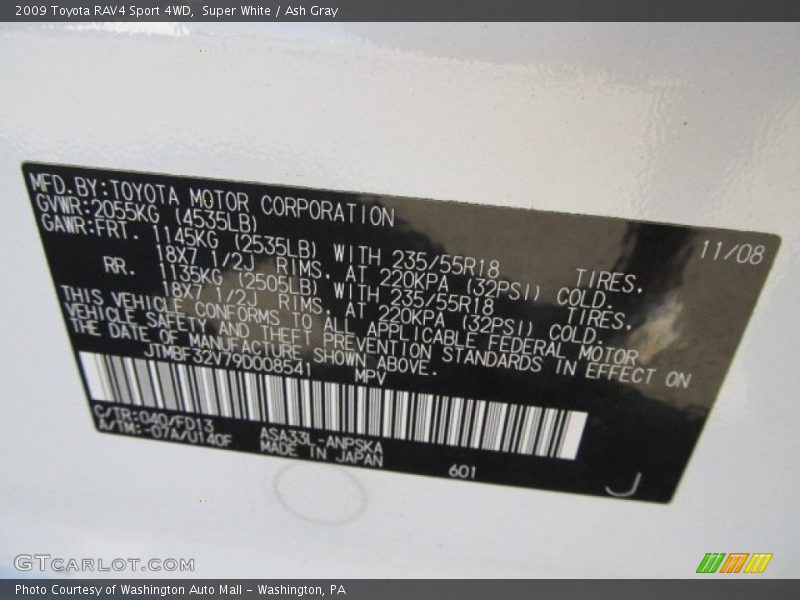 2009 Toyota RAV4 Sport 4WD, Super White / Ash Gray
MFD.BY:TOYOTA MOTOR CORPORATION 11/08
GVWR:2055KG (4535LB)
GAWR:FRT. 1145KG (2535LB) WITH 235/55R18 TIRES.
18X7 1/2J RIMS. AT 220KPA (32PSI) COLD.
RR. 1135KG (2505LB) WITH 235/55R18 TIRES.
18X7 1/2J RIMS. AT 220KPA (32PSI) COLD.
THIS VEHICLE CONFORMS TO ALL APPLICABLE FEDERAL MOTOR
VEHICLE SAFETY AND THEFT PREVENTION STANDARDS IN EFFECT ON
THE DATE OF MANUFACTURE SHOWN ABOVE.
JTMBF32V79D008541 MPV
C/TR:040/FD13 ASA33L-ANPSKA
A/TM:-07A/U140F MADE IN JAPAN 601 J
GTCARLOT.COM
Photo Courtesy of Washington Auto Mall - Washington, PA